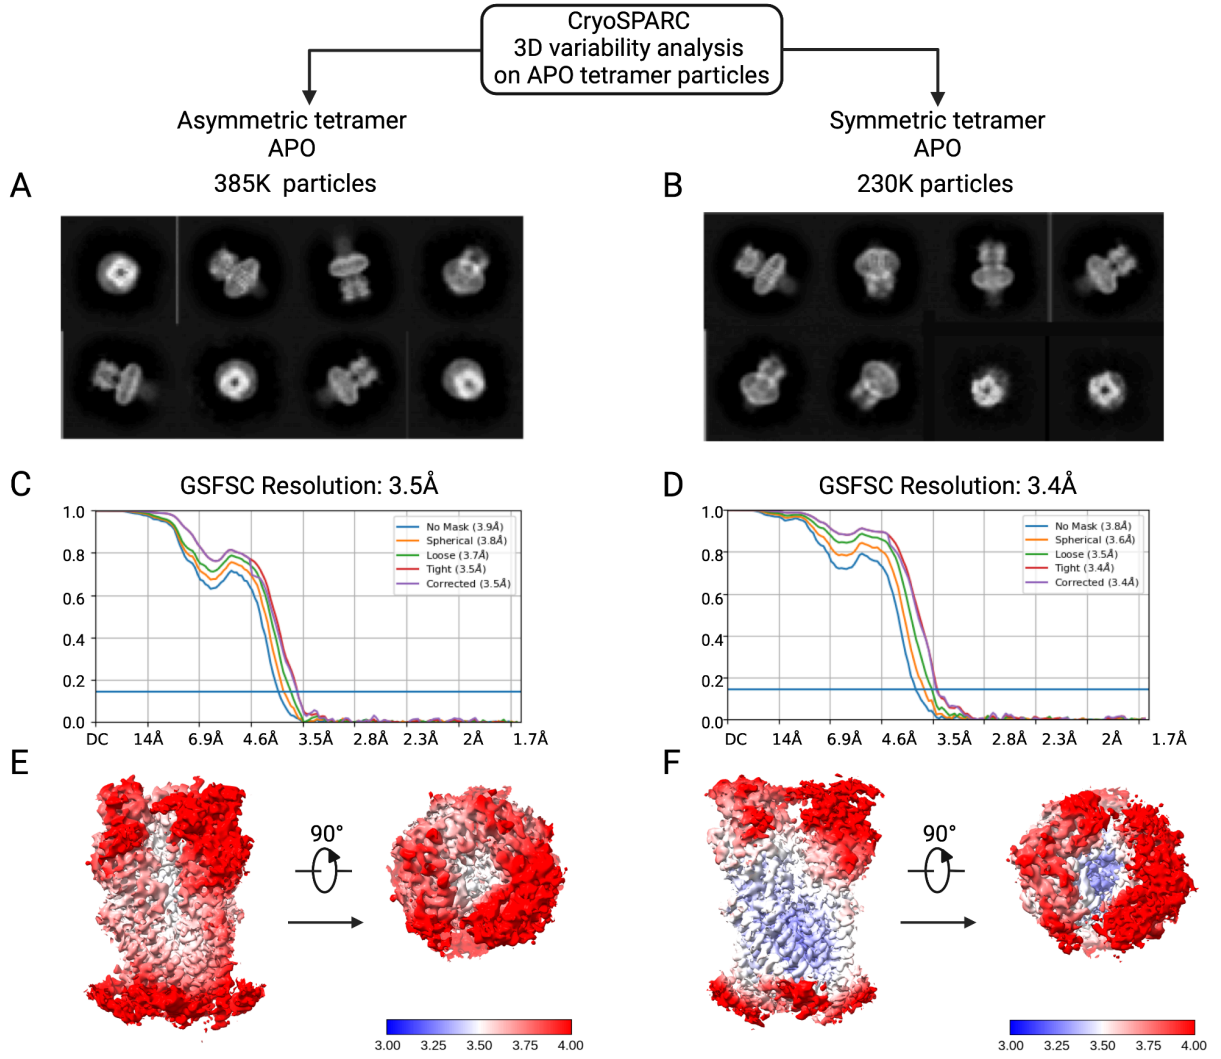 CryoSPARC
3D variability analysis
on APO tetramer particles
Asymmetric tetramer
APO
385K particles
Symmetric tetramer
APO
230K particles
A
B
C
GSFSC Resolution: 3.5Å
1.0
0.8
0.6
0.4
0.2
0.0
No Mask (3.9Å)
Spherical (3.8Å)
Loose (3.7Å)
Tight (3.5Å)
Corrected (3.5Å)
DC 14Å 6.9Å 4.6Å 3.5Å 2.8Å 2.3Å 2Å 1.7Å
D
GSFSC Resolution: 3.4Å
1.0
0.8
0.6
0.4
0.2
0.0
No Mask (3.8Å)
Spherical (3.6Å)
Loose (3.5Å)
Tight (3.4Å)
Corrected (3.4Å)
DC 14Å 6.9Å 4.6Å 3.5Å 2.8Å 2.3Å 2Å 1.7Å
E
90°
3.00 3.25 3.50 3.75 4.00
F
90°
3.00 3.25 3.50 3.75 4.00